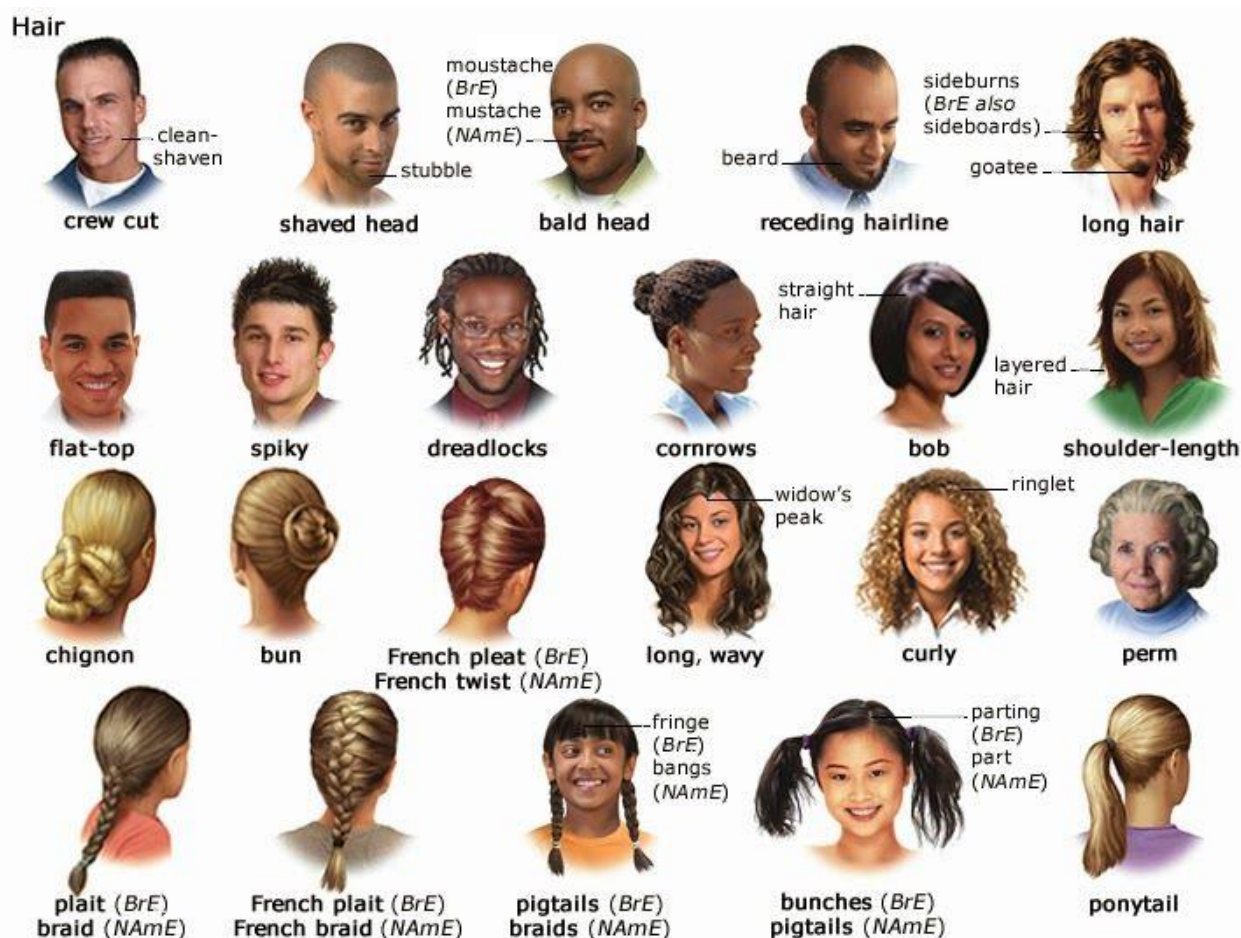 Hair
clean-
shaven
crew cut
stubble
shaved head
moustache
(BrE)
mustache
(NAmE)
bald head
beard
receding hairline
sideburns
(BrE also
sideboards)
goatee
long hair
flat-top
spiky
dreadlocks
cornrows
straight
hair
bob
layered
hair
shoulder-length
chignon
bun
French pleat (BrE)
French twist (NAmE)
widow's
peak
long, wavy
ringlet
curly
perm
plait (BrE)
braid (NAmE)
French plait (BrE)
French braid (NAmE)
fringe
(BrE)
bangs
(NAmE)
pigtails (BrE)
braids (NAmE)
parting
(BrE)
part
(NAmE)
bunches (BrE)
pigtails (NAmE)
ponytail